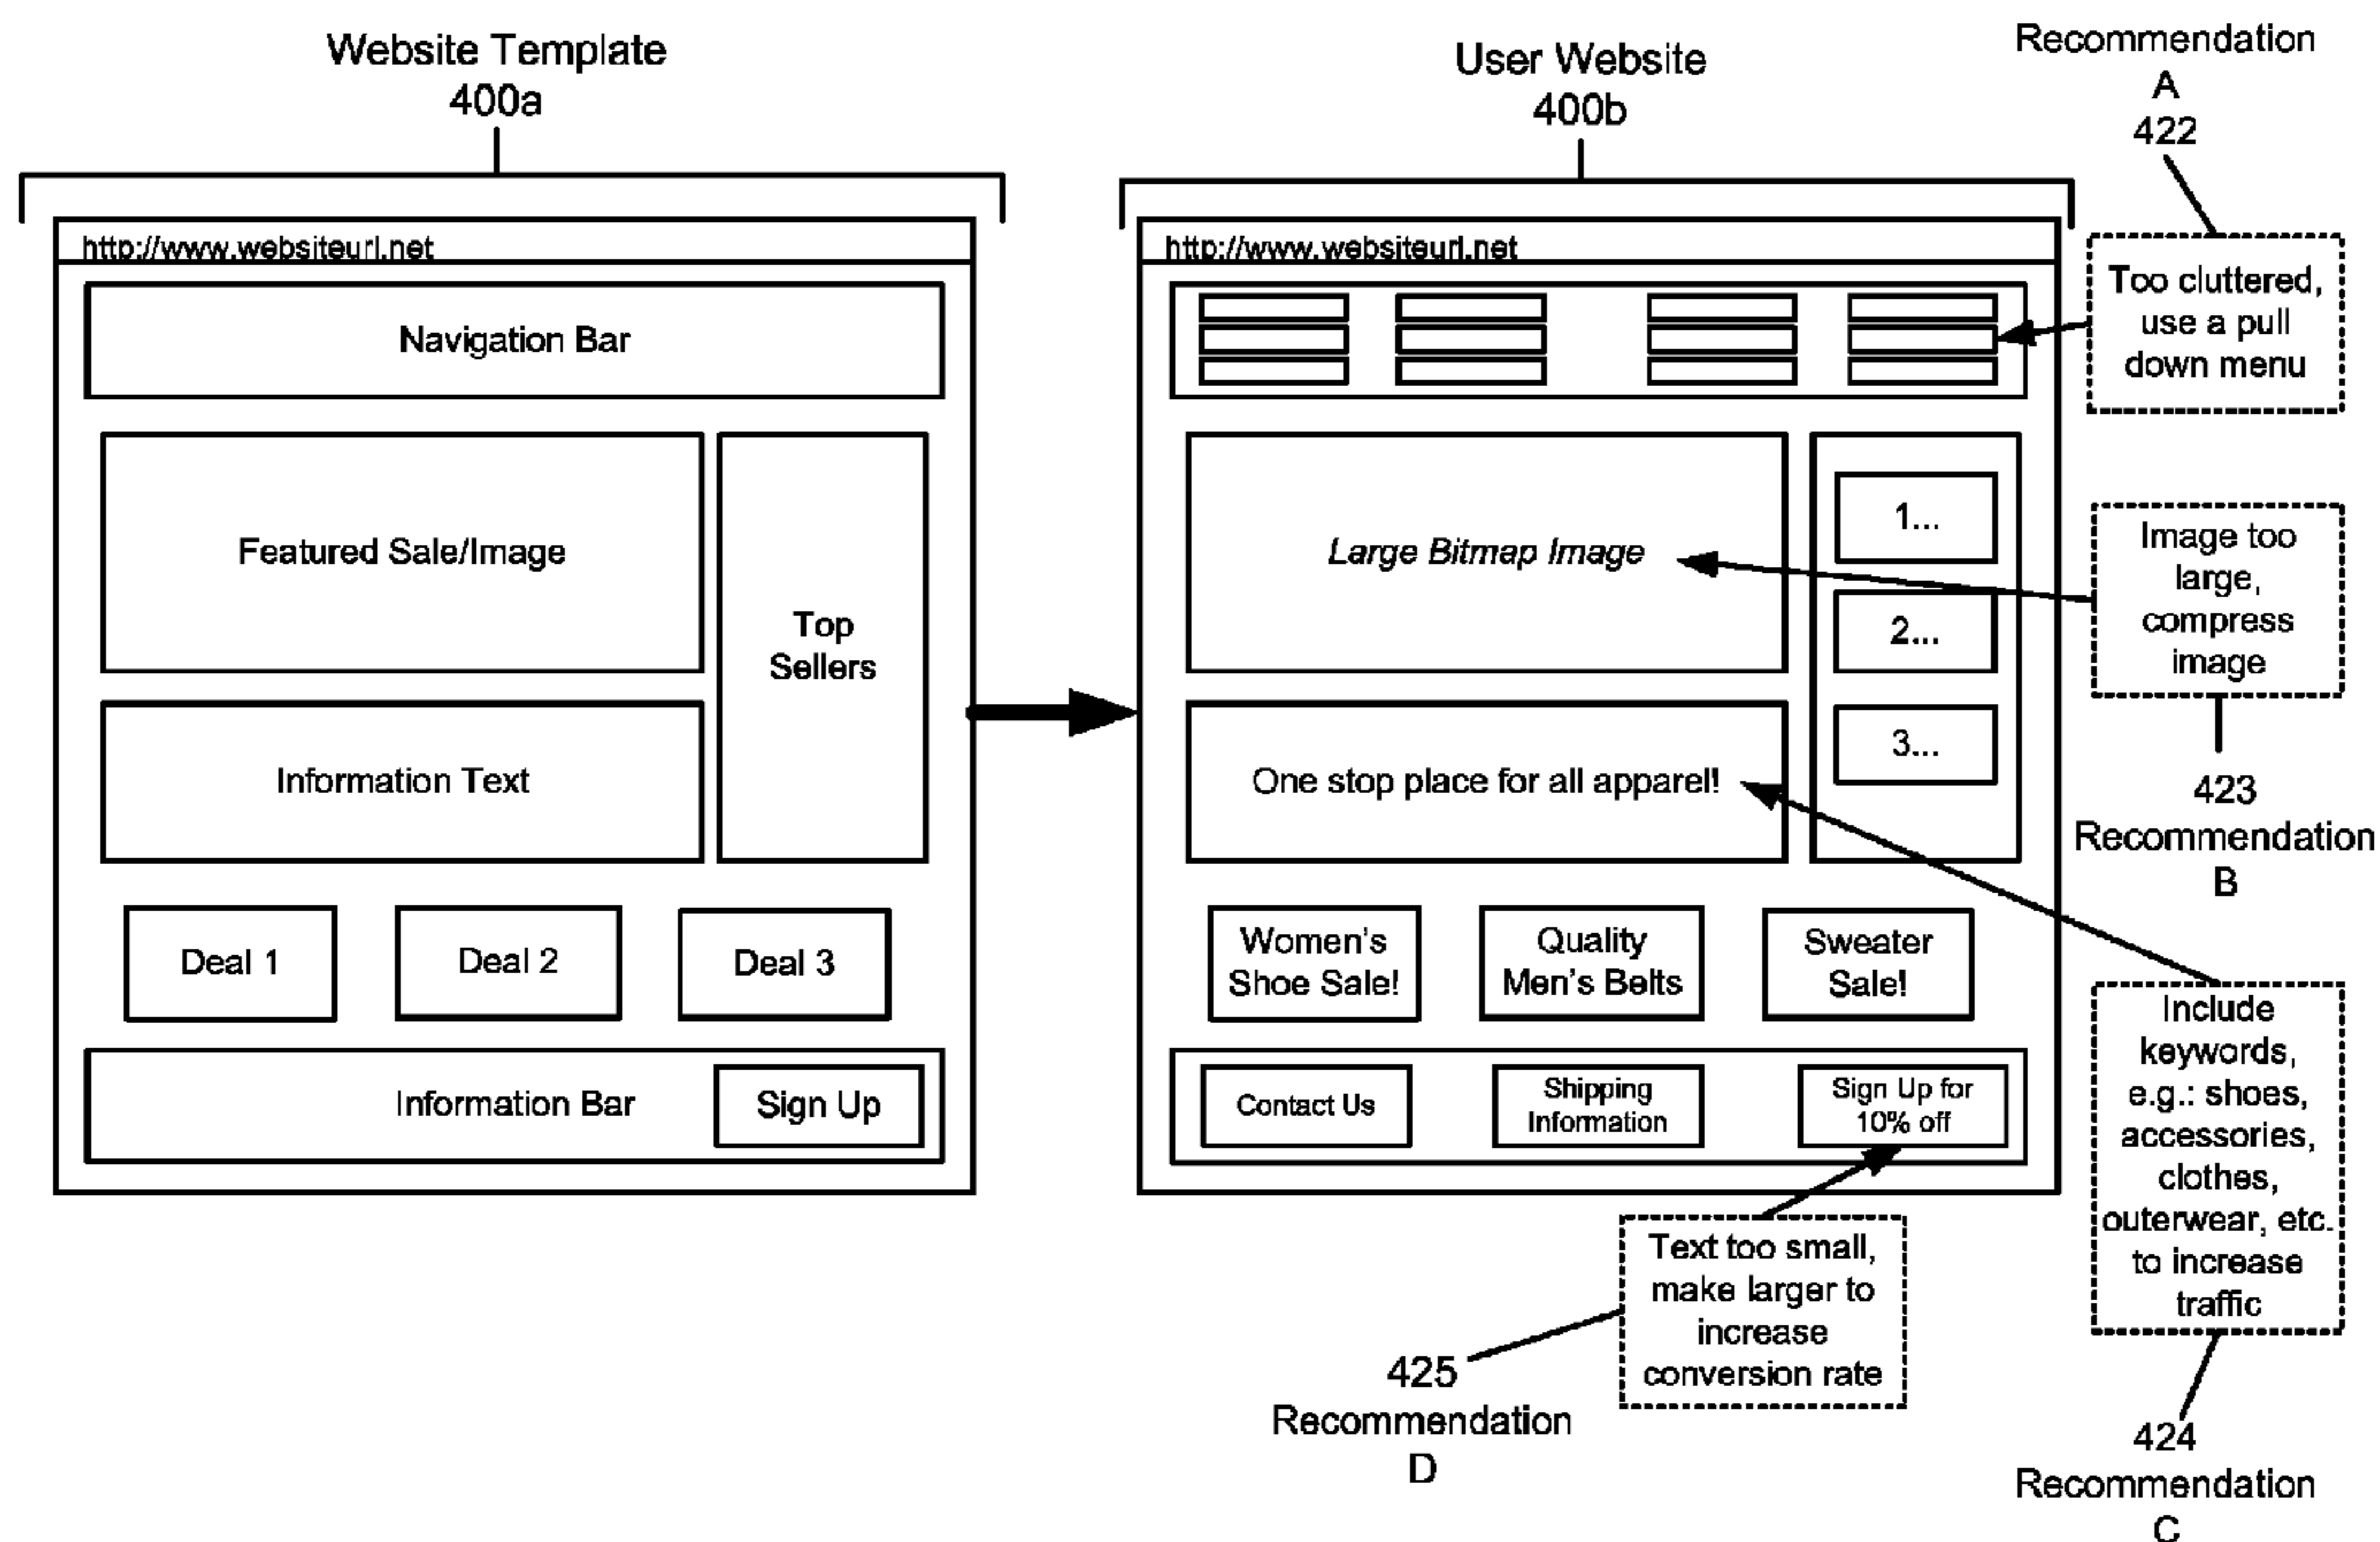 Website Template
400a
http://www.websiteurl.net
Navigation Bar
Featured Sale/Image
Top
Sellers
Information Text
Deal 1
Deal 2
Deal 3
Information Bar
Sign Up
User Website
400b
http://www.websiteurl.net
Large Bitmap Image
1...
2...
3...
One stop place for all apparel!
Women's
Shoe Sale!
Quality
Men's Belts
Sweater
Sale!
Contact Us
Shipping
Information
Sign Up for
10% off
Recommendation
A
422
Too cluttered,
use a pull
down menu
Image too
large,
compress
image
423
Recommendation
B
Include
keywords,
e.g.: shoes,
accessories,
clothes,
outerwear, etc.
to increase
traffic
424
Recommendation
C
Text too small,
make larger to
increase
conversion rate
425
Recommendation
D